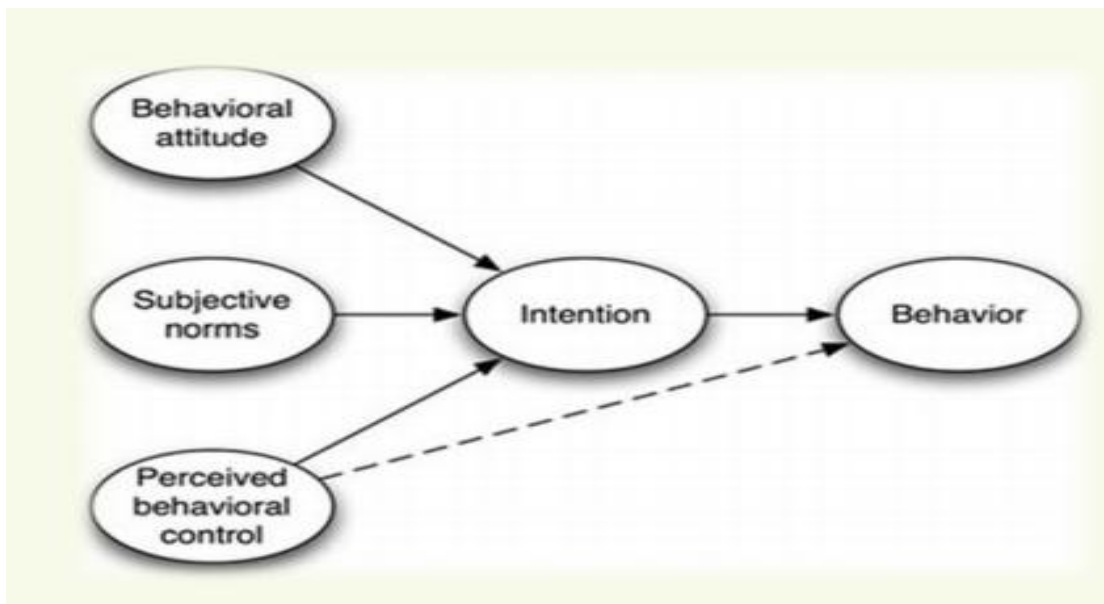 Behavioral
attitude
Subjective
norms
Intention
Behavior
Perceived
behavioral
control